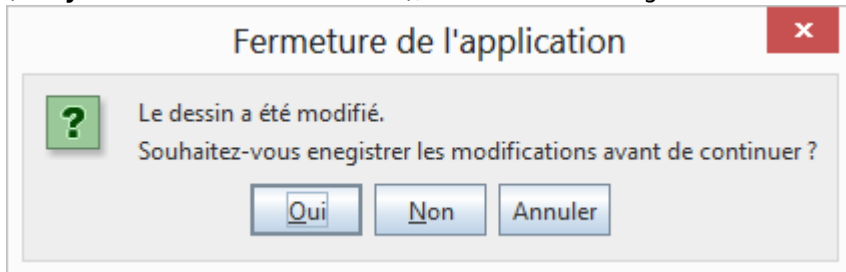 Fermeture de l'application
x
?
Le dessin a été modifié.
Souhaitez-vous enegistrer les modifications avant de continuer ?
Oui Non Annuler